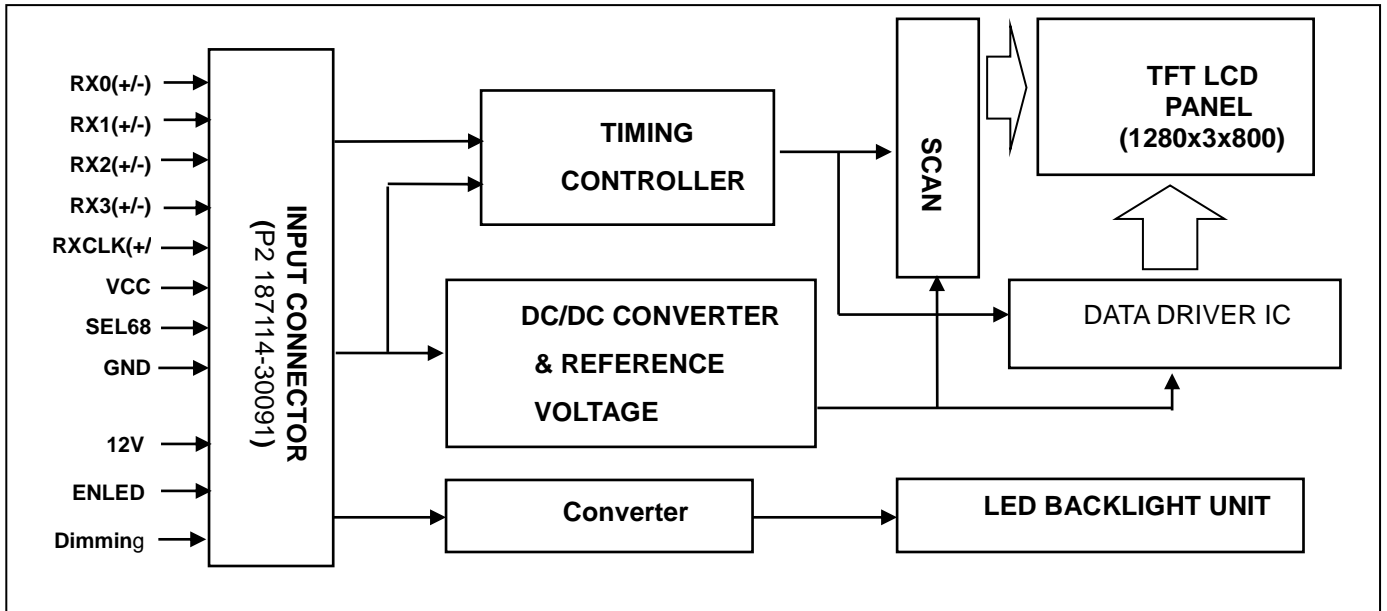 RX0(+/-)
RX1(+/-)
RX2(+/-)
RX3(+/-)
RXCLK(+/
VCC
SEL68
GND
12V
ENLED
Dimming
INPUT CONNECTOR
(P2 187114-30091)
TIMING
CONTROLLER
DC/DC CONVERTER
& REFERENCE
VOLTAGE
Converter
SCAN
TFT LCD
PANEL
(1280x3x800)
DATA DRIVER IC
LED BACKLIGHT UNIT